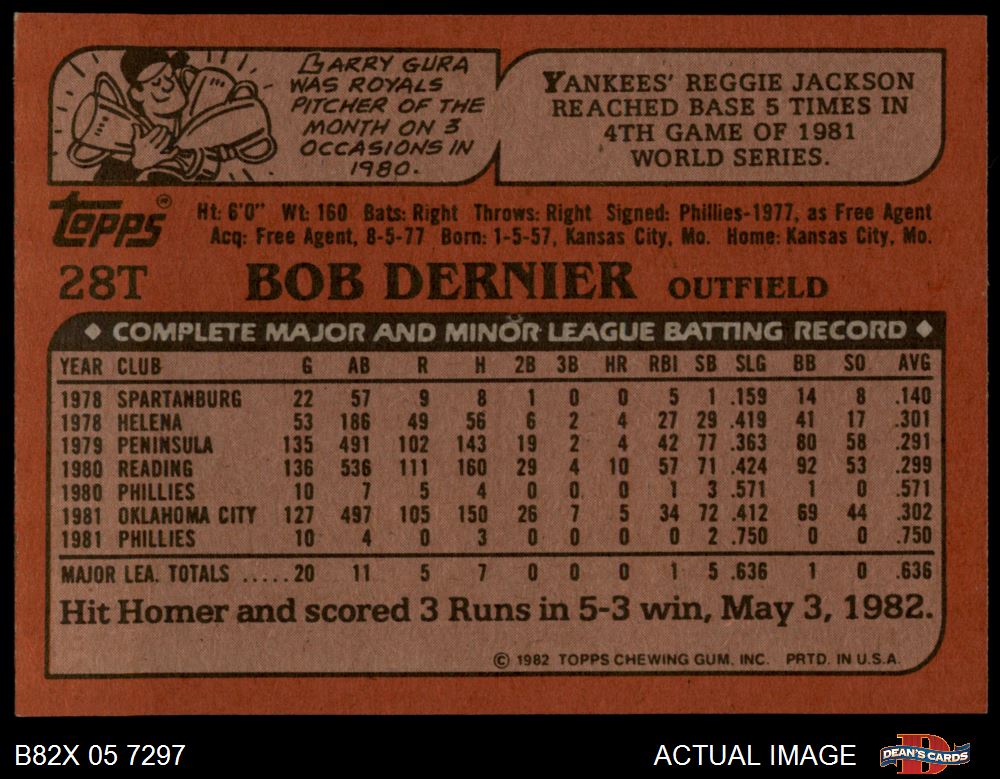 LARRY GURA
WAS ROYALS
PITCHER OF THE
MONTH ON 3
OCCASIONS IN
1980.
YANKEES' REGGIE JACKSON
REACHED BASE 5 TIMES IN
4TH GAME OF 1981
WORLD SERIES.
TOPPS®
Ht: 6'0" Wt: 160 Bats: Right Throws: Right Signed: Phillies-1977, as Free Agent
Acq: Free Agent, 8-5-77 Born: 1-5-57, Kansas City, Mo. Home: Kansas City, Mo.
28T BOB DERNIER OUTFIELD
◆ COMPLETE MAJOR AND MINOR LEAGUE BATTING RECORD ◆
YEAR CLUB G AB R H 2B 3B HR RBI SB SLG BB SO AVG
1978 SPARTANBURG 22 57 9 8 1 0 0 5 1 .159 14 8 .140
1978 HELENA 53 186 49 56 6 2 4 27 29 .419 41 17 .301
1979 PENINSULA 135 491 102 143 19 2 4 42 77 .363 80 58 .291
1980 READING 136 536 111 160 29 4 10 57 71 .424 92 53 .299
1980 PHILLIES 10 7 5 4 0 0 0 1 3 .571 1 0 .571
1981 OKLAHOMA CITY 127 497 105 150 26 7 5 34 72 .412 69 44 .302
1981 PHILLIES 10 4 0 3 0 0 0 0 2 .750 0 0 .750
MAJOR LEA. TOTALS .....20 11 5 7 0 0 0 1 5 .636 1 0 .636
Hit Homer and scored 3 Runs in 5-3 win, May 3, 1982.
© 1982 TOPPS CHEWING GUM, INC. PRTD. IN U.S.A.
B82X 05 7297 ACTUAL IMAGE DEAN'S CARDS